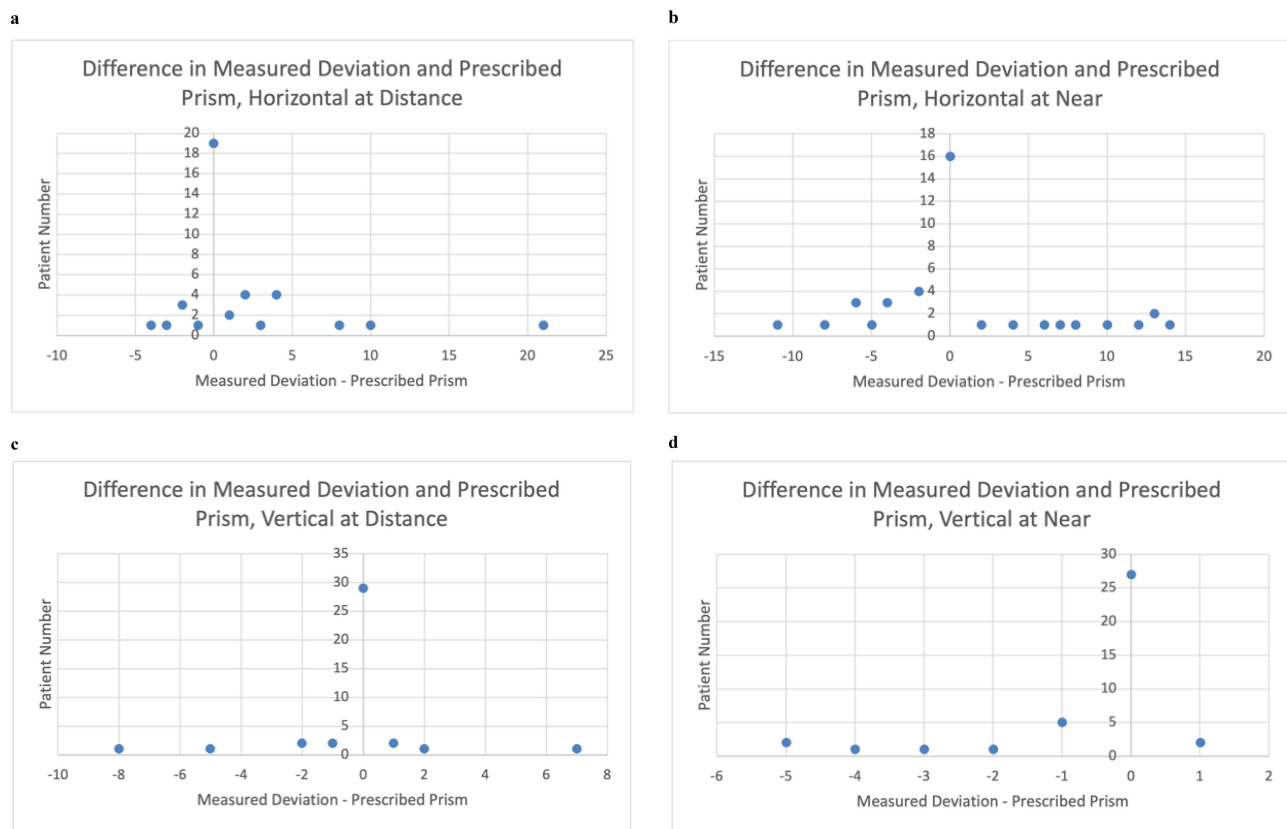 a
Difference in Measured Deviation and Prescribed
Prism, Horizontal at Distance
Patient Number
20
18
16
14
12
10
8
6
4
2
0
-10 -5 0 5 10 15 20 25
Measured Deviation - Prescribed Prism
b
Difference in Measured Deviation and Prescribed
Prism, Horizontal at Near
Patient Number
18
16
14
12
10
8
6
4
2
0
-15 -10 -5 0 5 10 15 20
Measured Deviation - Prescribed Prism
c
Difference in Measured Deviation and Prescribed
Prism, Vertical at Distance
Patient Number
35
30
25
20
15
10
5
0
-10 -8 -6 -4 -2 0 2 4 6 8
Measured Deviation - Prescribed Prism
d
Difference in Measured Deviation and Prescribed
Prism, Vertical at Near
Patient Number
30
25
20
15
10
5
0
-6 -5 -4 -3 -2 -1 0 1 2
Measured Deviation - Prescribed Prism